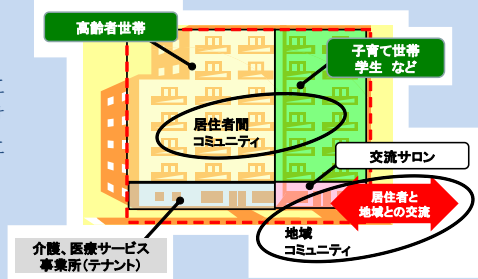 高齢者世帯
子育て世帯
学生 など
居住者間
コミュニティ
交流サロン
居住者と
地域との交流
地域
コミュニティ
介護、医療サービス
事業所（テナント）